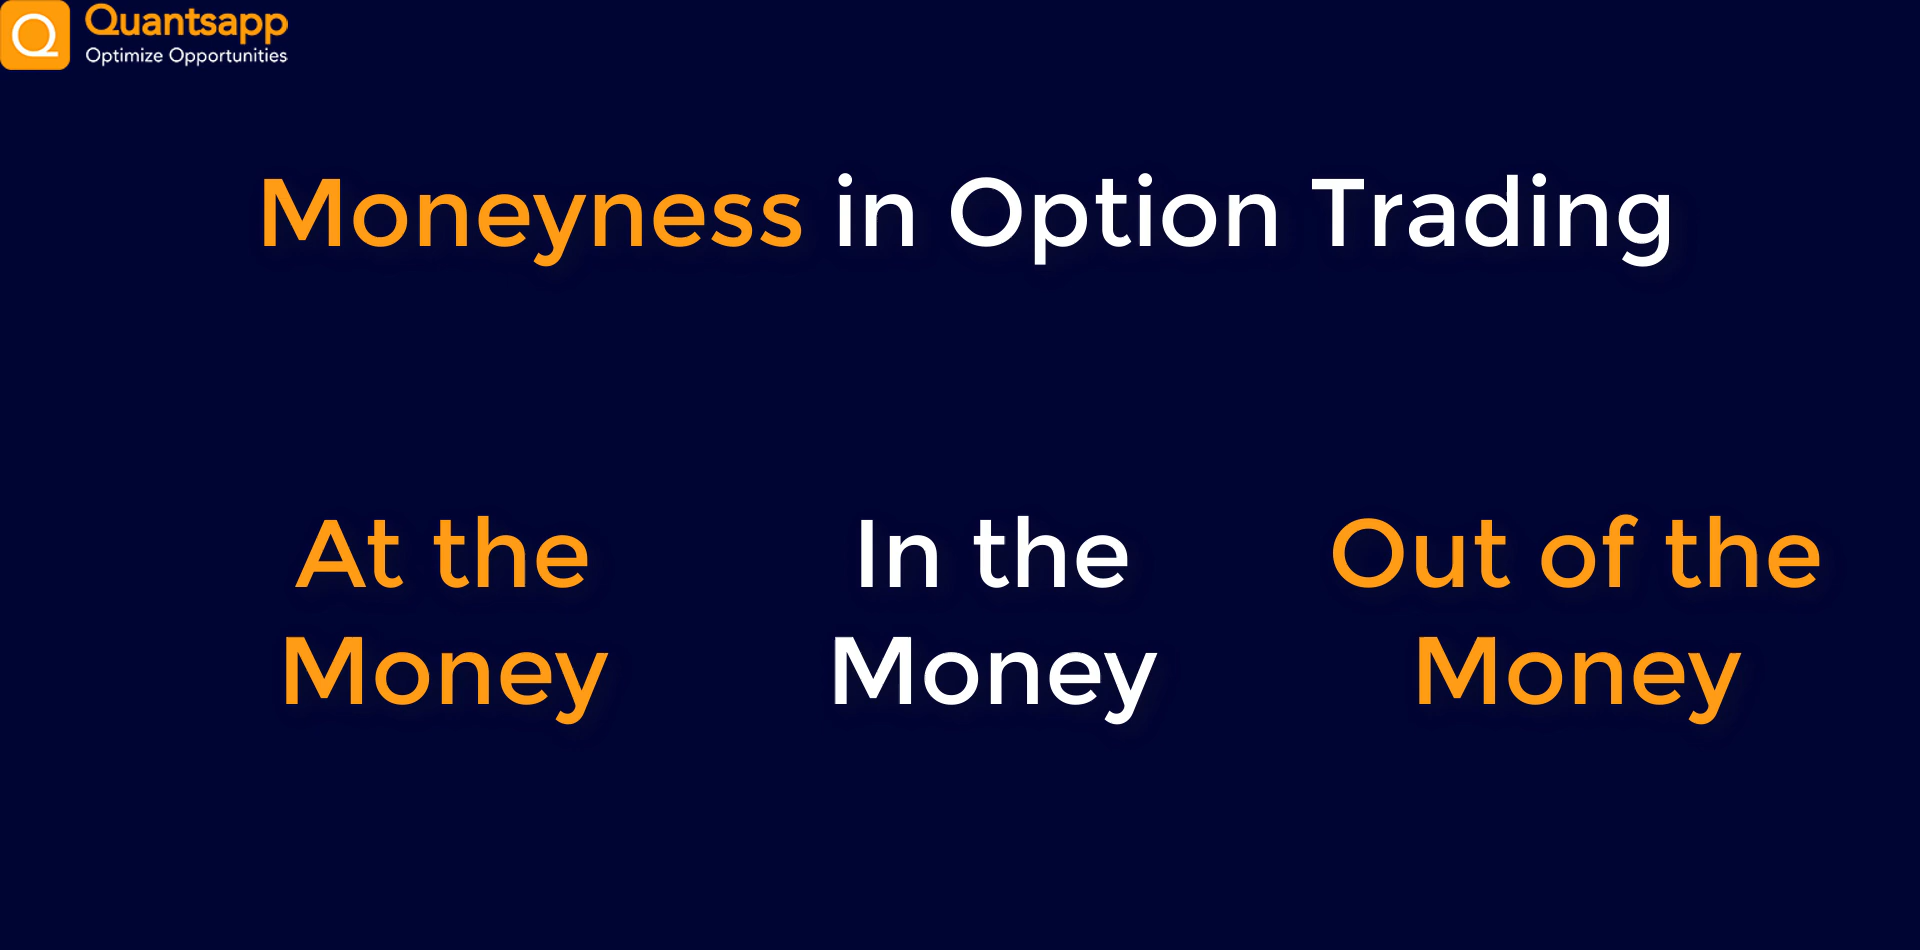 Quantsapp
Optimize Opportunities
Moneyness in Option Trading
At the
Money
In the
Money
Out of the
Money